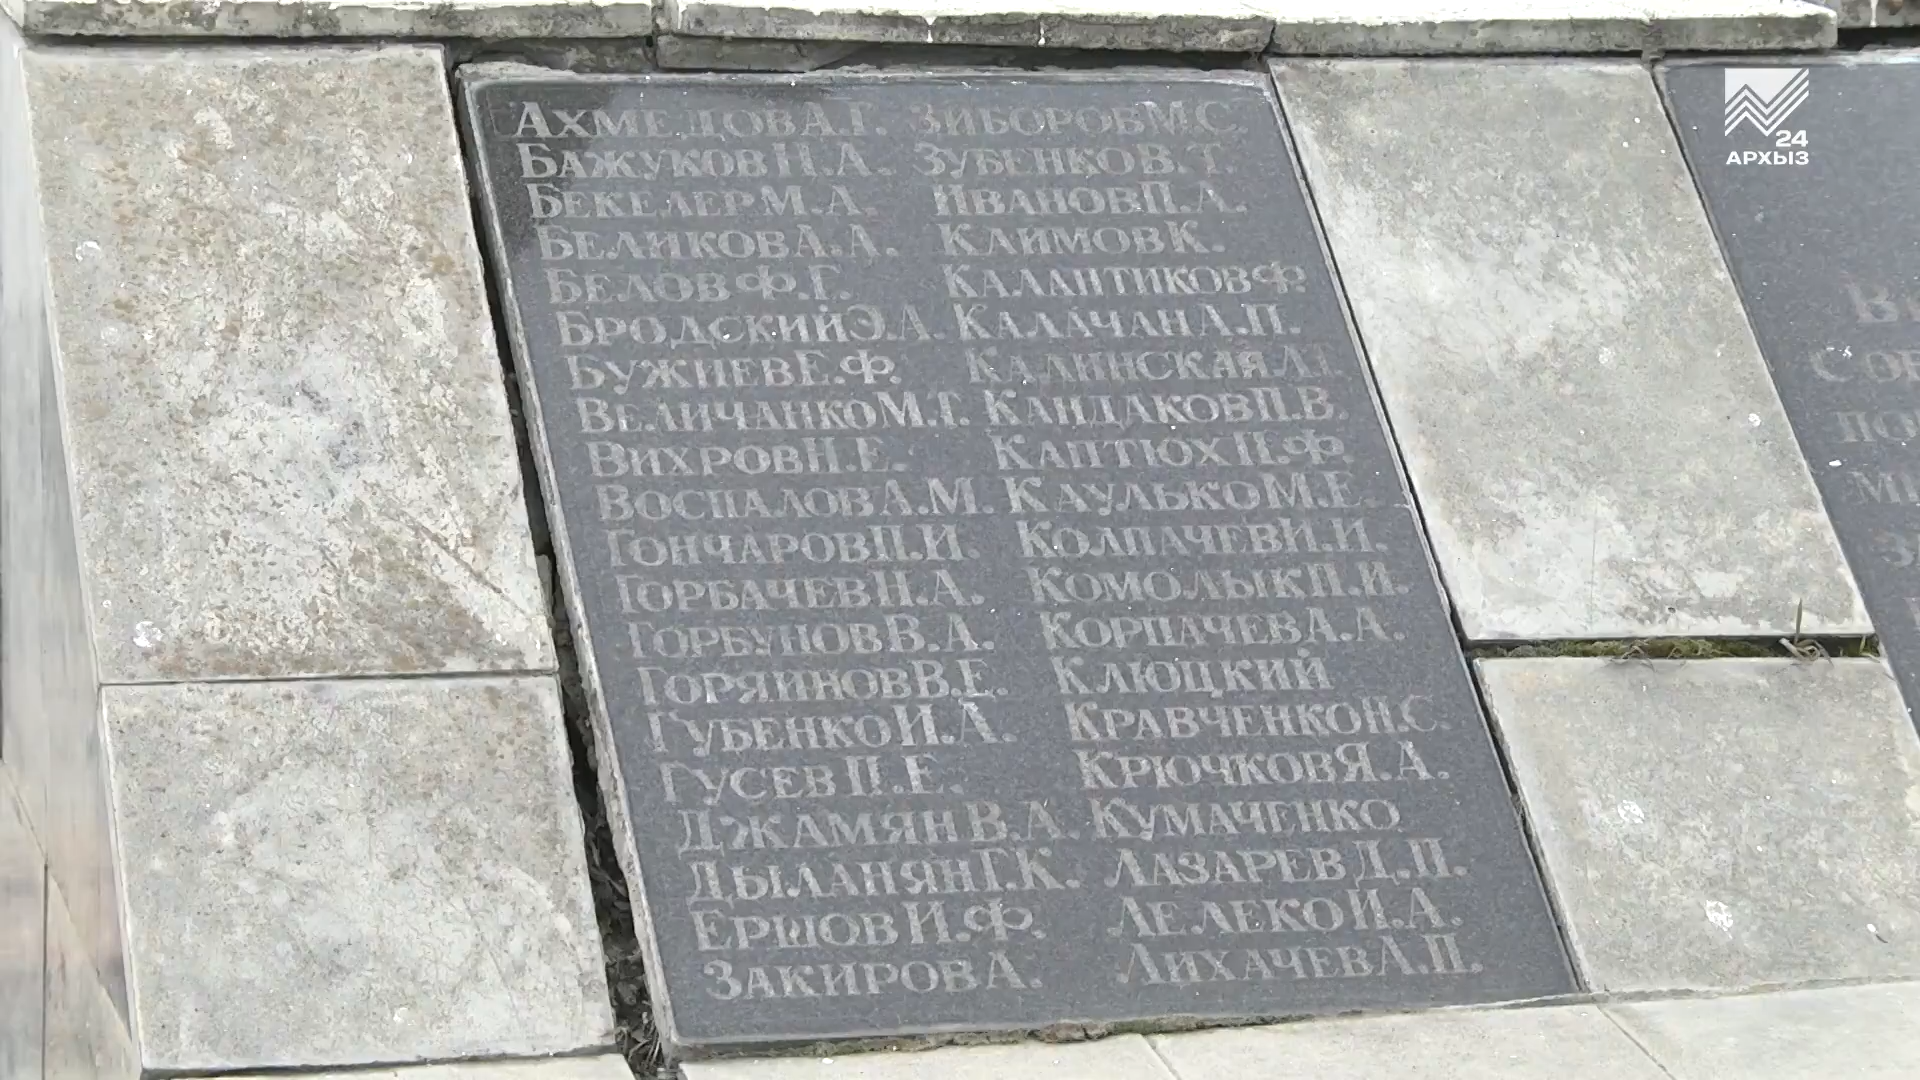 АХМЕДОВ А.Г. ЗИБОРОВ М.С.
БАЖУКОВ Н.А. ЗУБЕНКО В.Т.
БЕКЕЛЕР М.А. ИВАНОВ П.А.
БЕЛИКОВ А.А. КЛИМОВ К.
БЕЛОВ Ф.Г. КАЛАНТИКОВ Ф.
БРОДСКИЙ Э.А. КАЛАЧАН А.П.
БУЖИЕВ Е.Ф. КАЛИНСКАЯ
ВЕЛИЧАНКО М.Т. КАНДАКОВ П.В.
ВИХРОВ Н.Е. КАПТЮХ П.Ф.
ВОСПАЛОВ А.М. КАУЛЬКО М.Е.
ГОНЧАРОВ П.И. КОЛПАЧЕВ И.И.
ГОРБАЧЕВ Н.А. КОМОЛЫК П.И.
ГОРБУНОВ В.А. КОРПАЧЕВ А.А.
ГОРЯИНОВ В.Е. КЛЮЦКИЙ
ГУБЕНКО И.А. КРАВЧЕНКО Н.С.
ГУСЕВ П.Е. КРЮЧКОВ Я.А.
ДЖАМЯН В.А. КУМАЧЕНКО
ДЫЛАНЯН Г.К. ЛАЗАРЕВ Д.П.
ЕРШОВ И.Ф. ЛЕЛЕКО И.А.
ЗАКИРОВ А. ЛИХАЧЕВ А.П.
24
АРХЫЗ